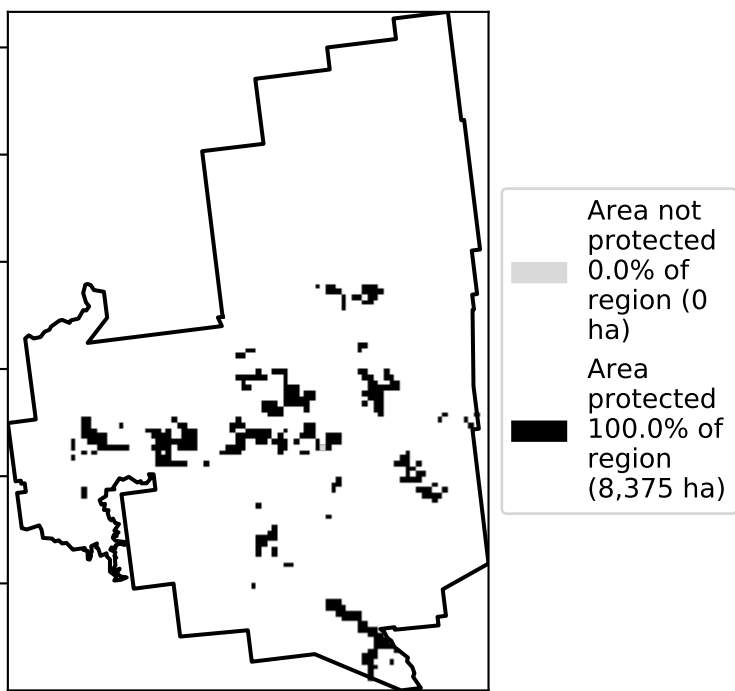 Area not
protected
0.0% of
region (0
ha)
Area
protected
100.0% of
region
(8,375 ha)